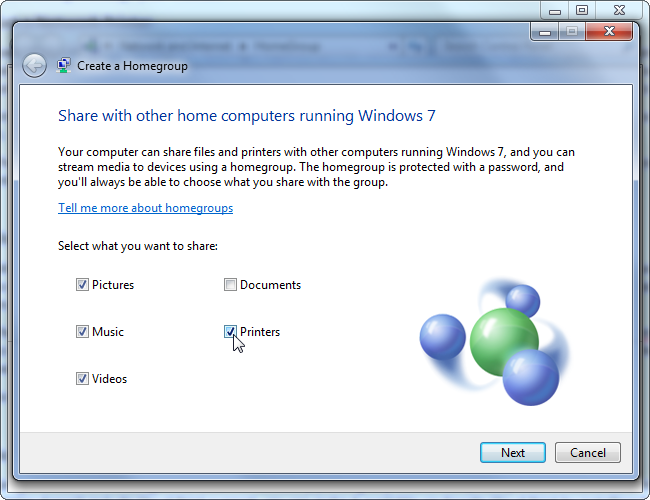 Create a Homegroup
Share with other home computers running Windows 7
Your computer can share files and printers with other computers running Windows 7, and you can
stream media to devices using a homegroup. The homegroup is protected with a password, and
you'll always be able to choose what you share with the group.
Tell me more about homegroups
Select what you want to share:
Pictures
Documents
Music
Printers
Videos
Next
Cancel